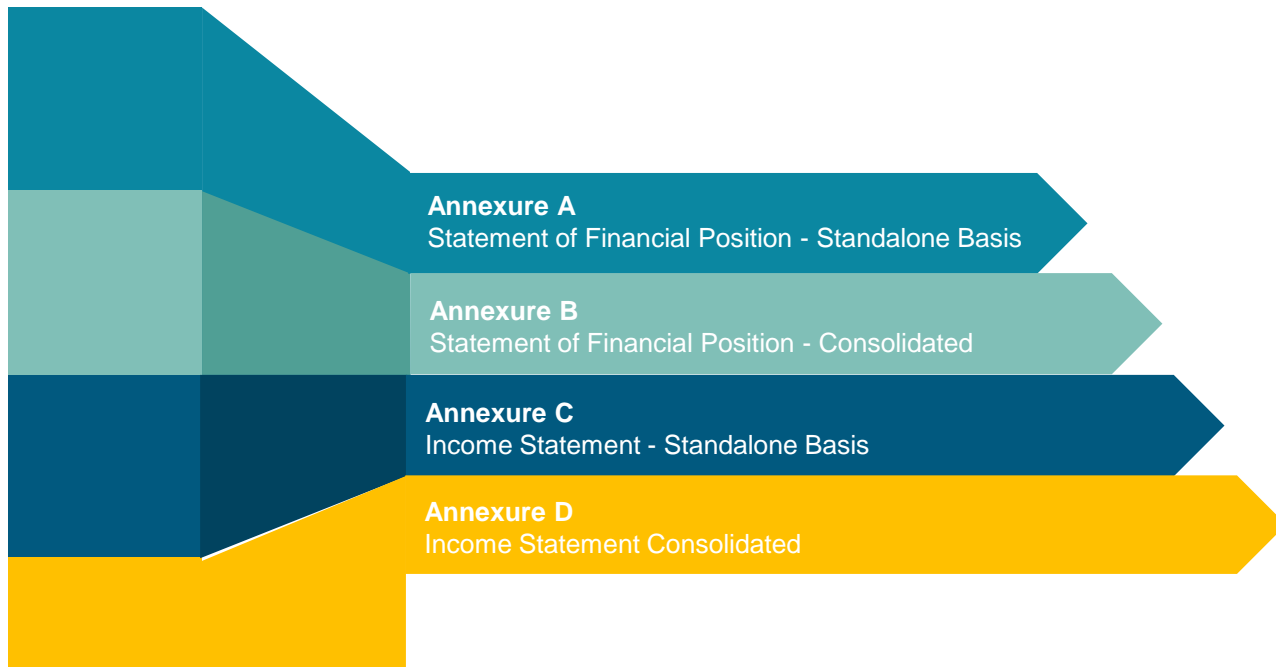 Annexure A
Statement of Financial Position - Standalone Basis
Annexure B
Statement of Financial Position - Consolidated
Annexure C
Income Statement - Standalone Basis
Annexure D
Income Statement Consolidated